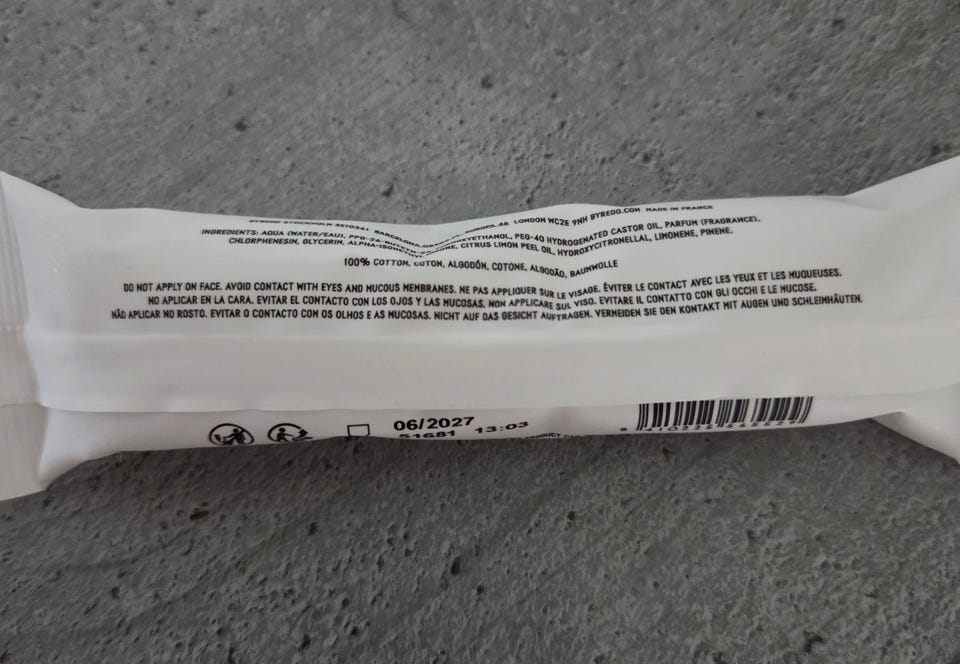 BYREDO STOCKHOLM BARCELONA LONDON WC2E 9NH BYREDO.COM MADE IN FRANCE
INGREDIENTS: AQUA (WATER/EAU), PEG-40 HYDROGENATED CASTOR OIL, PARFUM (FRAGRANCE),
CHLORPHENESIN, GLYCERIN, CITRUS LIMON PEEL OIL, HYDROXYCITRONELLAL, LIMONENE, PINENE.
100% COTTON, COTON, ALGODÓN, COTONE, ALGODÃO, BAUMWOLLE
DO NOT APPLY ON FACE. AVOID CONTACT WITH EYES AND MUCOUS MEMBRANES. NE PAS APPLIQUER SUR LE VISAGE. ÉVITER LE CONTACT AVEC LES YEUX ET LES MUQUEUSES.
NO APLICAR EN LA CARA. EVITAR EL CONTACTO CON LOS OJOS Y LAS MUCOSAS. NON APPLICARE SUL VISO. EVITARE IL CONTATTO CON GLI OCCHI E LE MUCOSE.
NÃO APLICAR NO ROSTO. EVITAR O CONTACTO COM OS OLHOS E AS MUCOSAS. NICHT AUF DAS GESICHT AUFTRAGEN. VERMEIDEN SIE DEN KONTAKT MIT AUGEN UND SCHLEIMHÄUTEN.
06/2027
51681 13:03